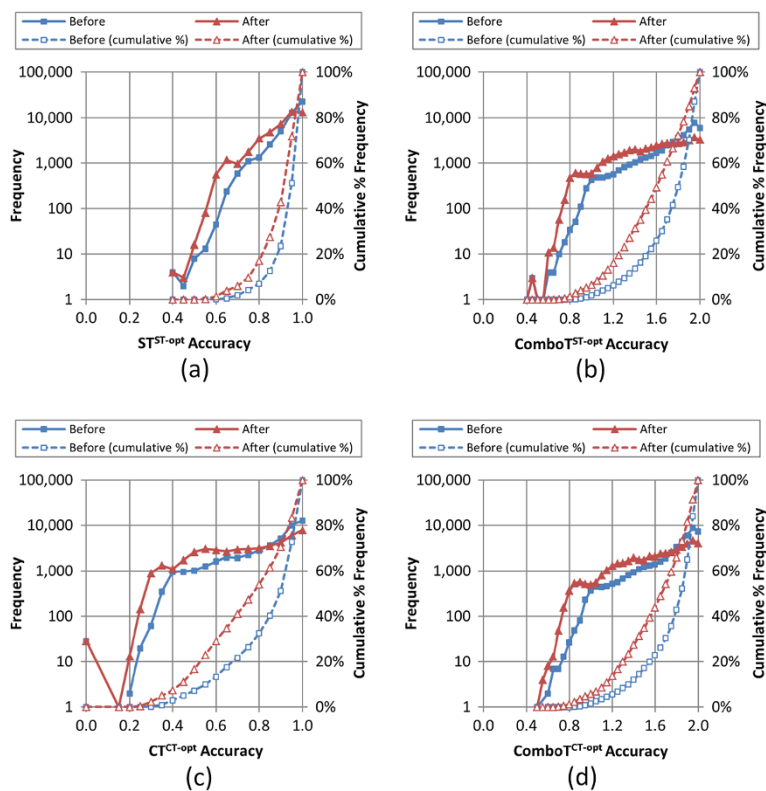 Before After
Before (cumulative %) After (cumulative %)
100,000 100%
10,000 80%
1,000 60%
100 40%
10 20%
1 0%
Frequency
Cumulative % Frequency
0.0 0.2 0.4 0.6 0.8 1.0
ST^ST-opt Accuracy
(a)
Before After
Before (cumulative %) After (cumulative %)
100,000 100%
10,000 80%
1,000 60%
100 40%
10 20%
1 0%
Frequency
Cumulative % Frequency
0.0 0.4 0.8 1.2 1.6 2.0
ComboT^ST-opt Accuracy
(b)
Before After
Before (cumulative %) After (cumulative %)
100,000 100%
10,000 80%
1,000 60%
100 40%
10 20%
1 0%
Frequency
Cumulative % Frequency
0.0 0.2 0.4 0.6 0.8 1.0
CT^CT-opt Accuracy
(c)
Before After
Before (cumulative %) After (cumulative %)
100,000 100%
10,000 80%
1,000 60%
100 40%
10 20%
1 0%
Frequency
Cumulative % Frequency
0.0 0.4 0.8 1.2 1.6 2.0
ComboT^CT-opt Accuracy
(d)